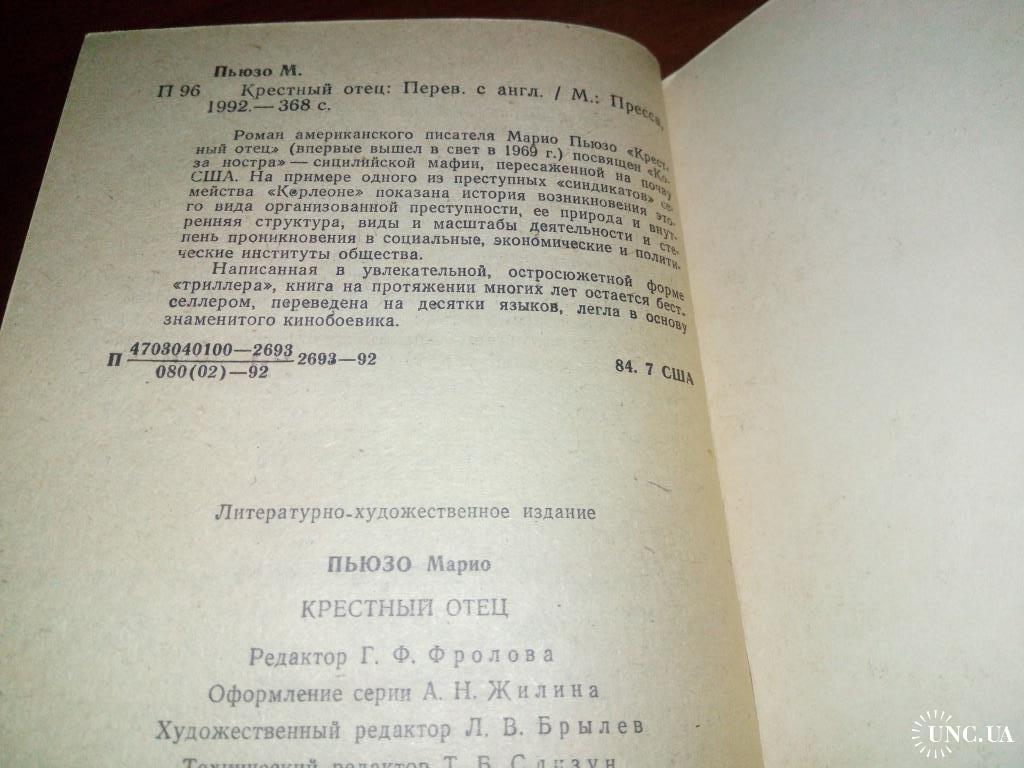 Пьюзо М.
П 96 Крестный отец: Перев. с англ. / М.: Пресса,
1992.— 368 с.
Роман американского писателя Марио Пьюзо «Крест-
ный отец» (впервые вышел в свет в 1969 г.) посвящен «Ко-
за ностра» — сицилийской мафии, пересаженной на почву
США. На примере одного из преступных «синдикатов» се-
мейства «Корлеоне» показана история возникновения это-
го вида организованной преступности, ее природа и внут-
ренняя структура, виды и масштабы деятельности и сте-
пень проникновения в социальные, экономические и полити-
ческие институты общества.
Написанная в увлекательной, остросюжетной форме
«триллера», книга на протяжении многих лет остается бест-
селлером, переведена на десятки языков, легла в основу
знаменитого кинобоевика.
П 4703040100—2693
080(02)—92 2693—92
84. 7 США
Литературно-художественное издание
ПЬЮЗО Марио
КРЕСТНЫЙ ОТЕЦ
Редактор Г. Ф. Фролова
Оформление серии А. Н. Жилина
Художественный редактор Л. В. Брылев
Технический редактор Т. Б.
UNC.UA